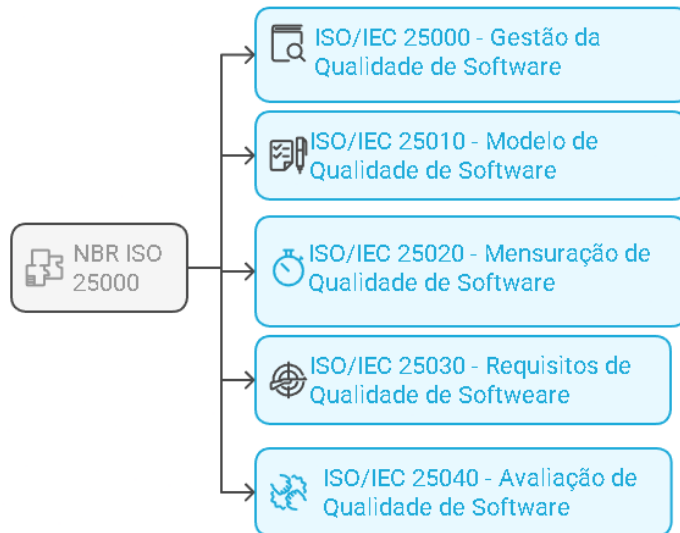 ISO/IEC 25000 - Gestão da
Qualidade de Software
ISO/IEC 25010 - Modelo de
Qualidade de Software
NBR ISO
25000
ISO/IEC 25020 - Mensuração de
Qualidade de Software
ISO/IEC 25030 - Requisitos de
Qualidade de Softweare
ISO/IEC 25040 - Avaliação de
Qualidade de Software